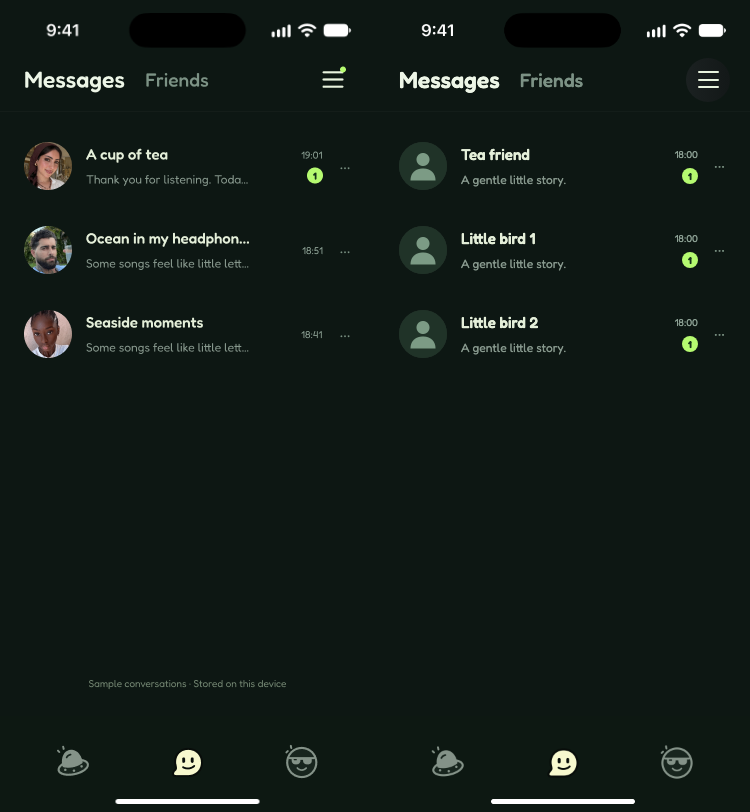 9:41
Messages Friends
A cup of tea
19:01
Thank you for listening. Toda...
1
Ocean in my headphon...
18:51
Some songs feel like little lett...
Seaside moments
18:41
Some songs feel like little lett...
Sample conversations · Stored on this device
9:41
Messages Friends
Tea friend
18:00
A gentle little story.
1
Little bird 1
18:00
A gentle little story.
1
Little bird 2
18:00
A gentle little story.
1